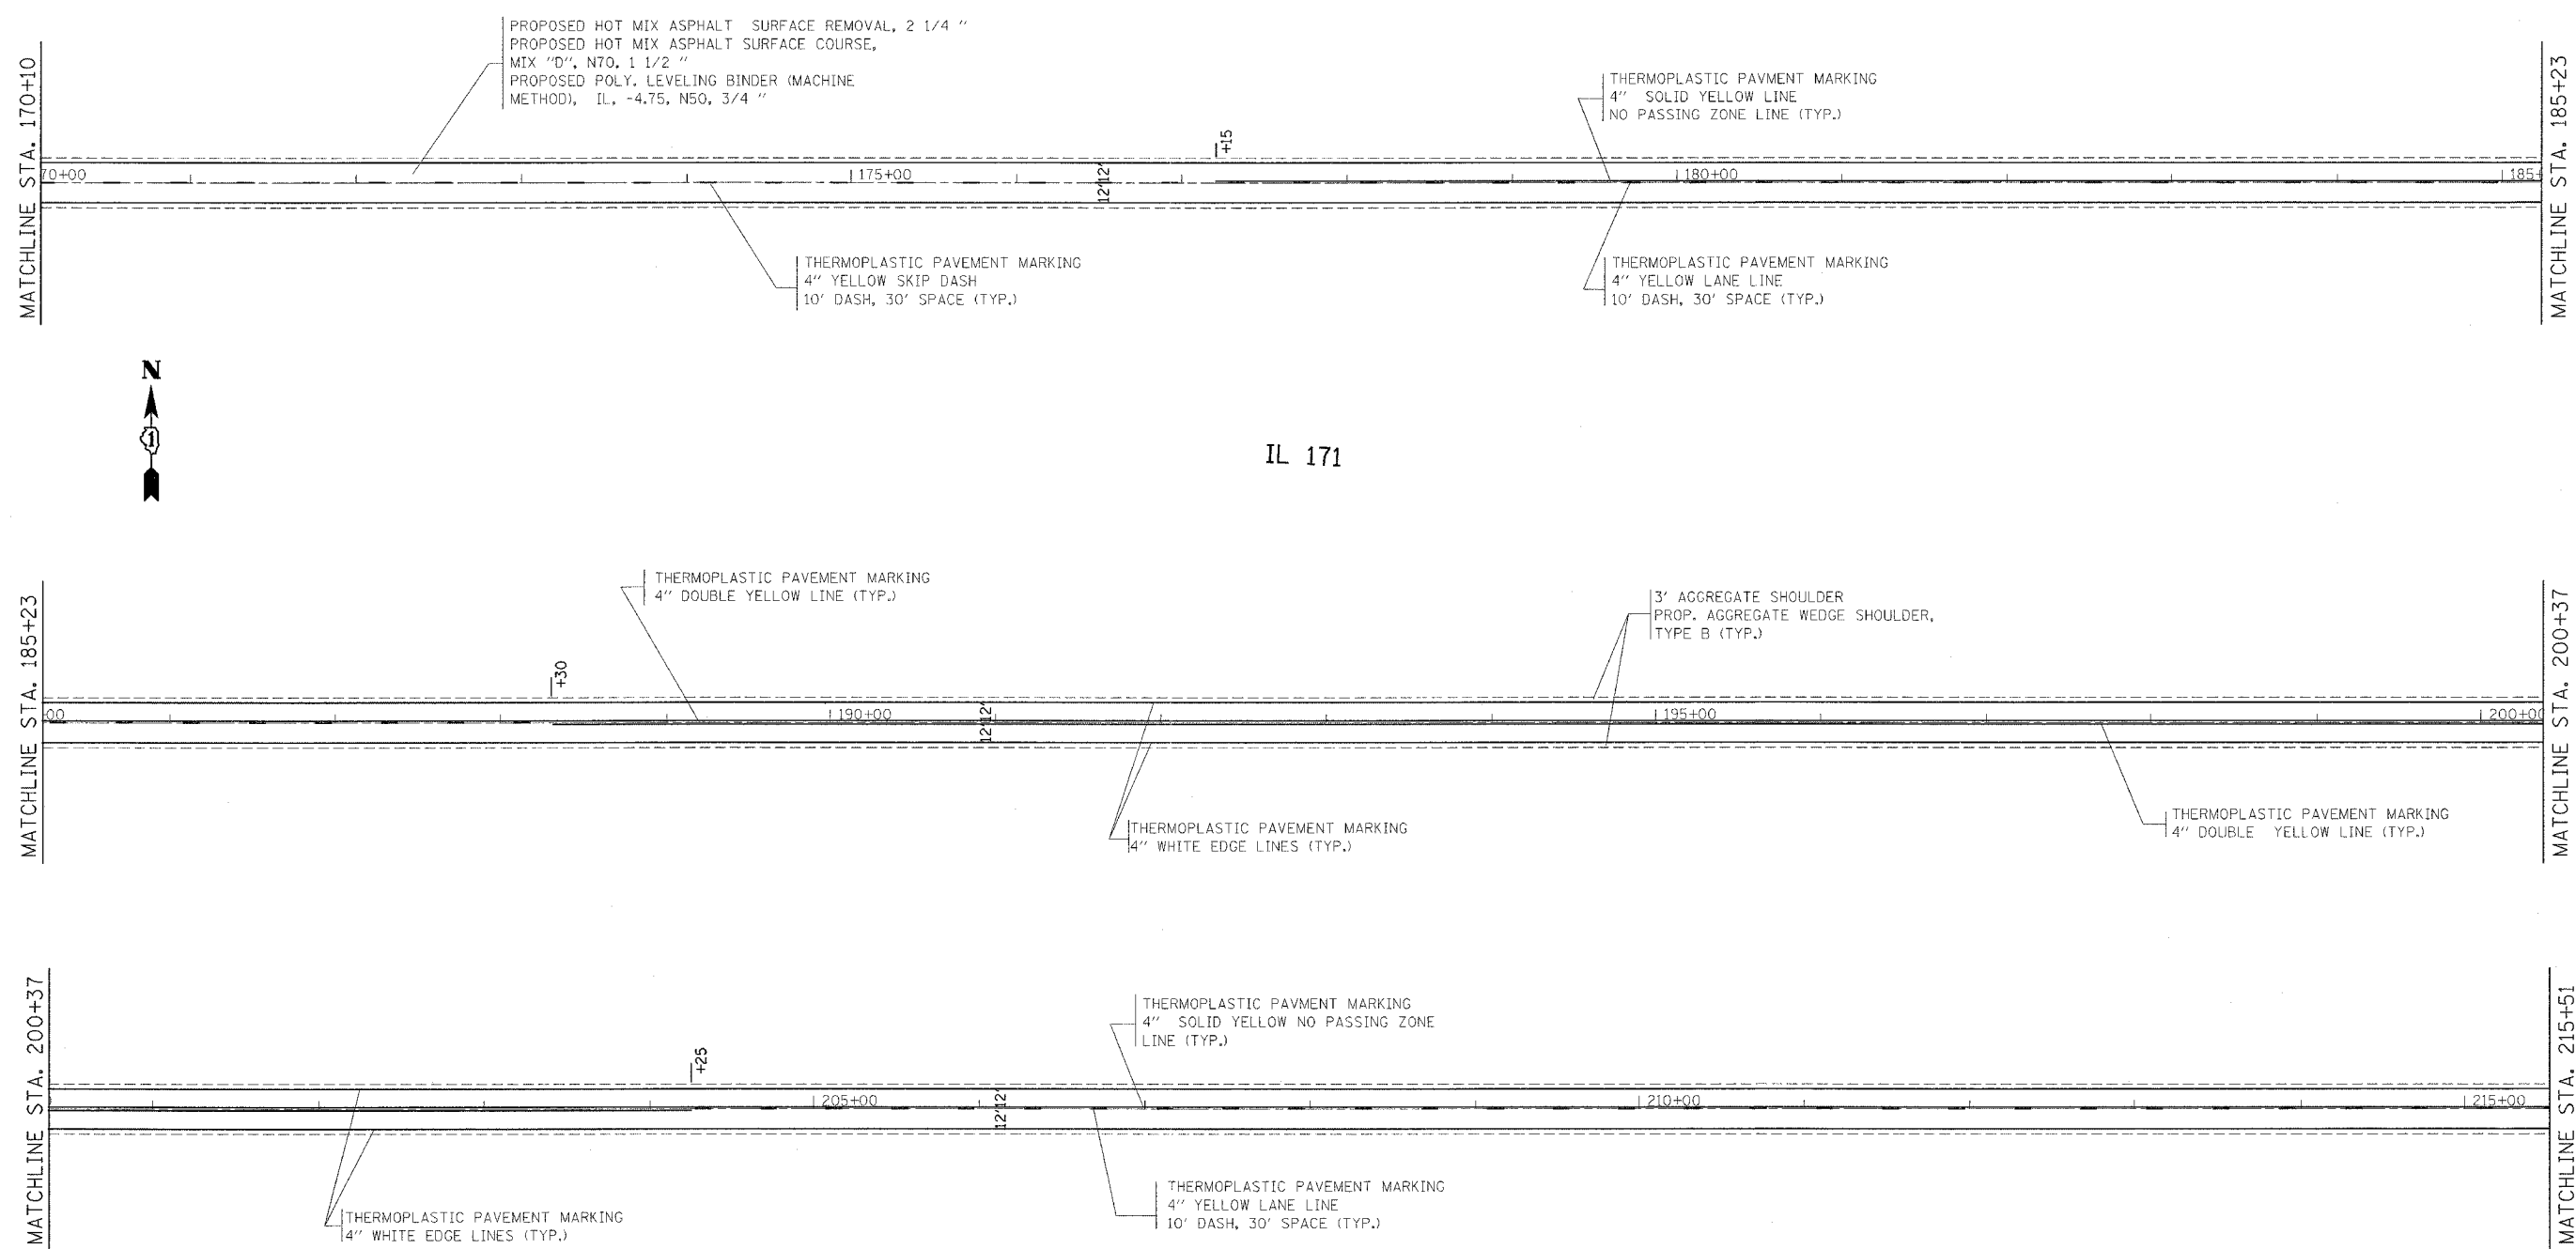 PROPOSED HOT MIX ASPHALT SURFACE REMOVAL, 2 1/4 "
PROPOSED HOT MIX ASPHALT SURFACE COURSE,
MIX "D", N70, 1 1/2 "
PROPOSED POLY. LEVELING BINDER (MACHINE
METHOD), IL, -4.75, N50, 3/4 "
THERMOPLASTIC PAVMENT MARKING
4" SOLID YELLOW LINE
NO PASSING ZONE LINE (TYP.)
MATCHLINE STA. 170+10
+15
70+00
175+00
12'12'
180+00
185+
MATCHLINE STA. 185+23
THERMOPLASTIC PAVEMENT MARKING
4" YELLOW SKIP DASH
10' DASH, 30' SPACE (TYP.)
THERMOPLASTIC PAVEMENT MARKING
4" YELLOW LANE LINE
10' DASH, 30' SPACE (TYP.)
N
1
IL 171
THERMOPLASTIC PAVEMENT MARKING
4" DOUBLE YELLOW LINE (TYP.)
3' AGGREGATE SHOULDER
PROP. AGGREGATE WEDGE SHOULDER,
TYPE B (TYP.)
MATCHLINE STA. 185+23
+30
00
190+00
12'12'
195+00
200+00
MATCHLINE STA. 200+37
THERMOPLASTIC PAVEMENT MARKING
4" WHITE EDGE LINES (TYP.)
THERMOPLASTIC PAVEMENT MARKING
4" DOUBLE YELLOW LINE (TYP.)
THERMOPLASTIC PAVMENT MARKING
4" SOLID YELLOW NO PASSING ZONE
LINE (TYP.)
MATCHLINE STA. 200+37
+25
205+00
12'12'
210+00
215+00
MATCHLINE STA. 215+51
THERMOPLASTIC PAVEMENT MARKING
4" YELLOW LANE LINE
10' DASH, 30' SPACE (TYP.)
THERMOPLASTIC PAVEMENT MARKING
4" WHITE EDGE LINES (TYP.)